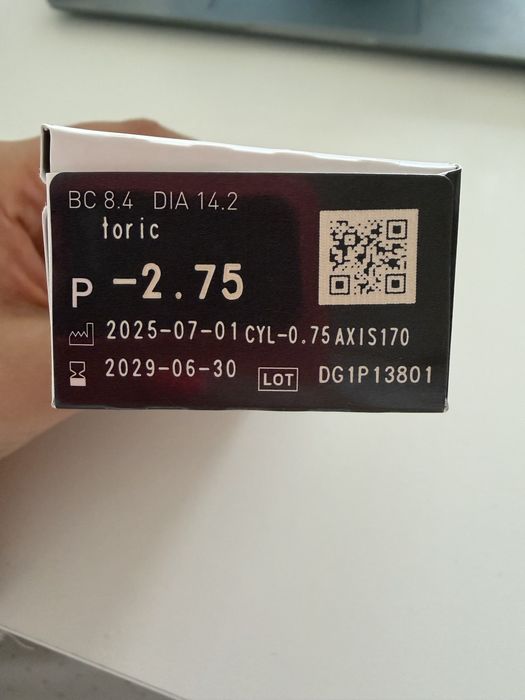 BC 8.4 DIA 14.2
toric
P -2.75
2025-07-01 CYL-0.75 AXIS170
2029-06-30 LOT DG1P13801